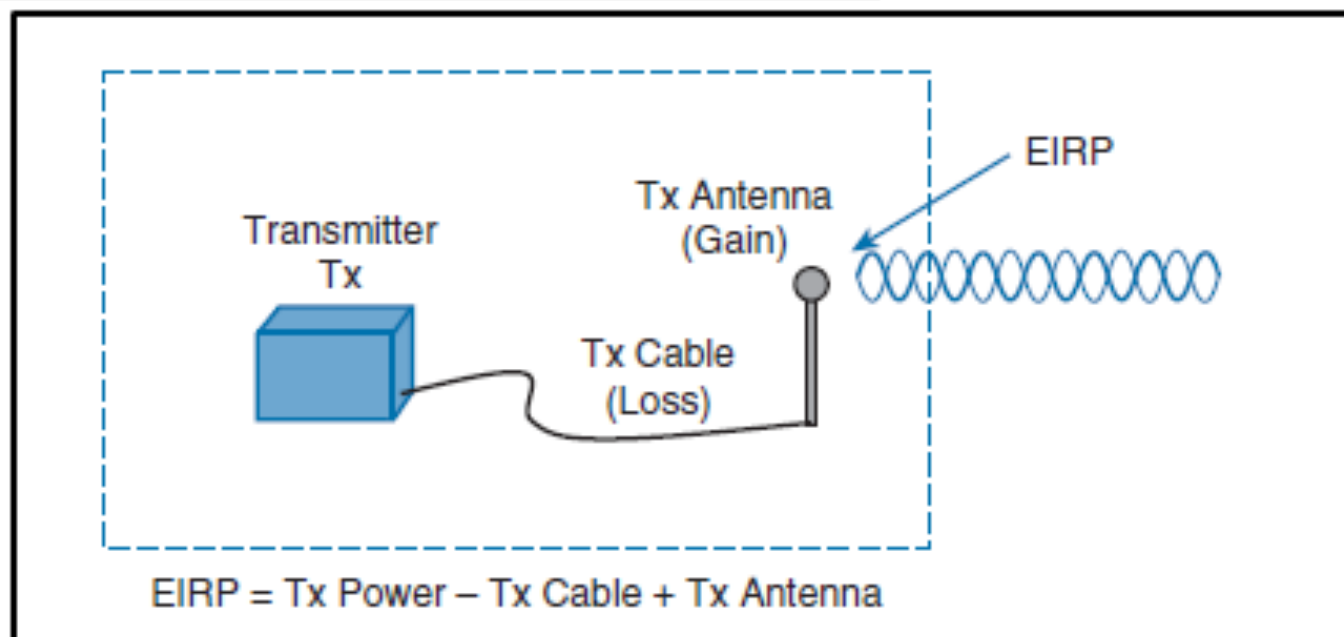 EIRP
Tx Antenna
(Gain)
Transmitter
Tx
Tx Cable
(Loss)
EIRP = Tx Power – Tx Cable + Tx Antenna